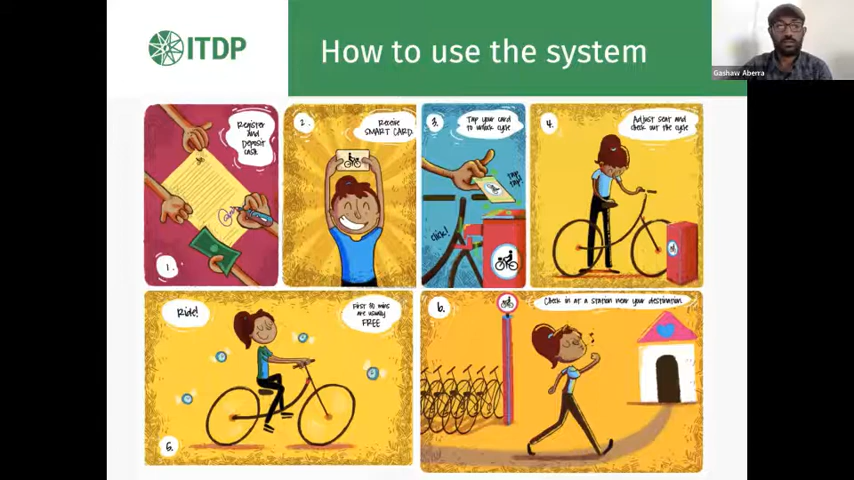 ITDP
How to use the system
Gashaw Aberra
1.
Register
and
Deposit
cash
2.
Receive
SMART CARD
3.
Tap your card
to unlock cycle
TAP
TAP!
click!
4.
Adjust seat and
check out the cycle
Ride!
First 30 mins
are usually
FREE
5.
6.
Check in at a station near your destination